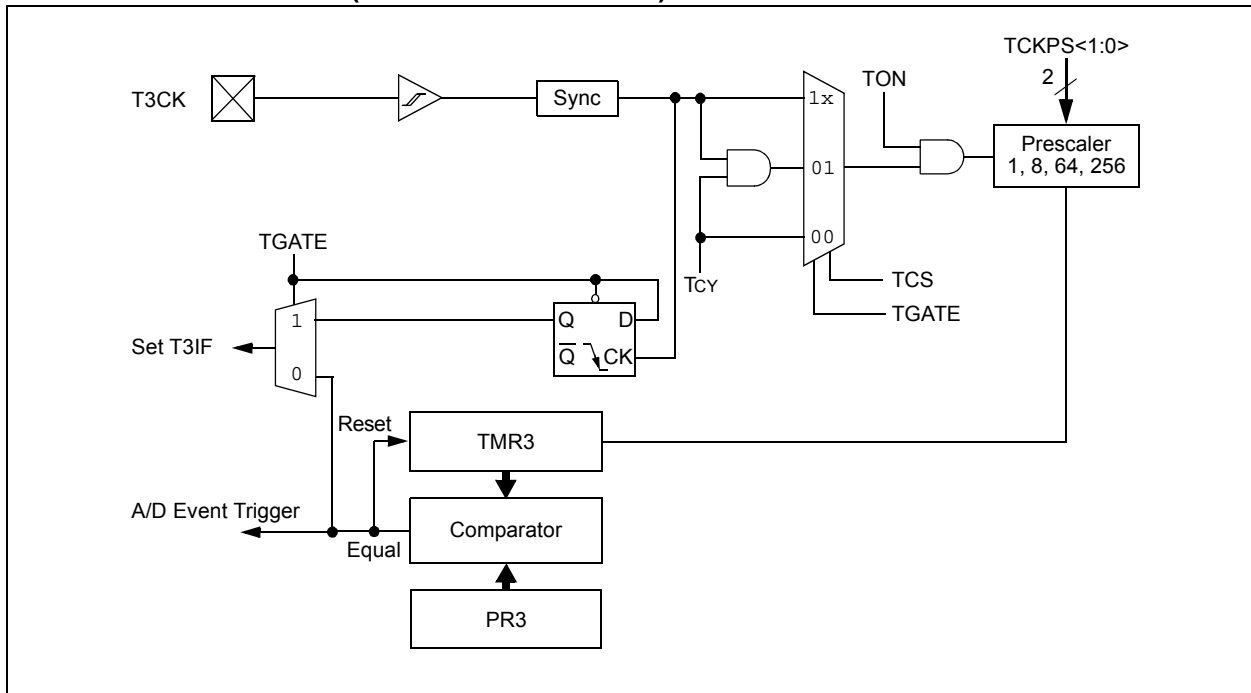 TCKPS<1:0>
2
T3CK
Sync
1x
TON
Prescaler
1, 8, 64, 256
01
00
TGATE
TCY
TCS
TGATE
1
Q
D
Set T3IF
Q
CK
0
Reset
TMR3
A/D Event Trigger
Equal
Comparator
PR3